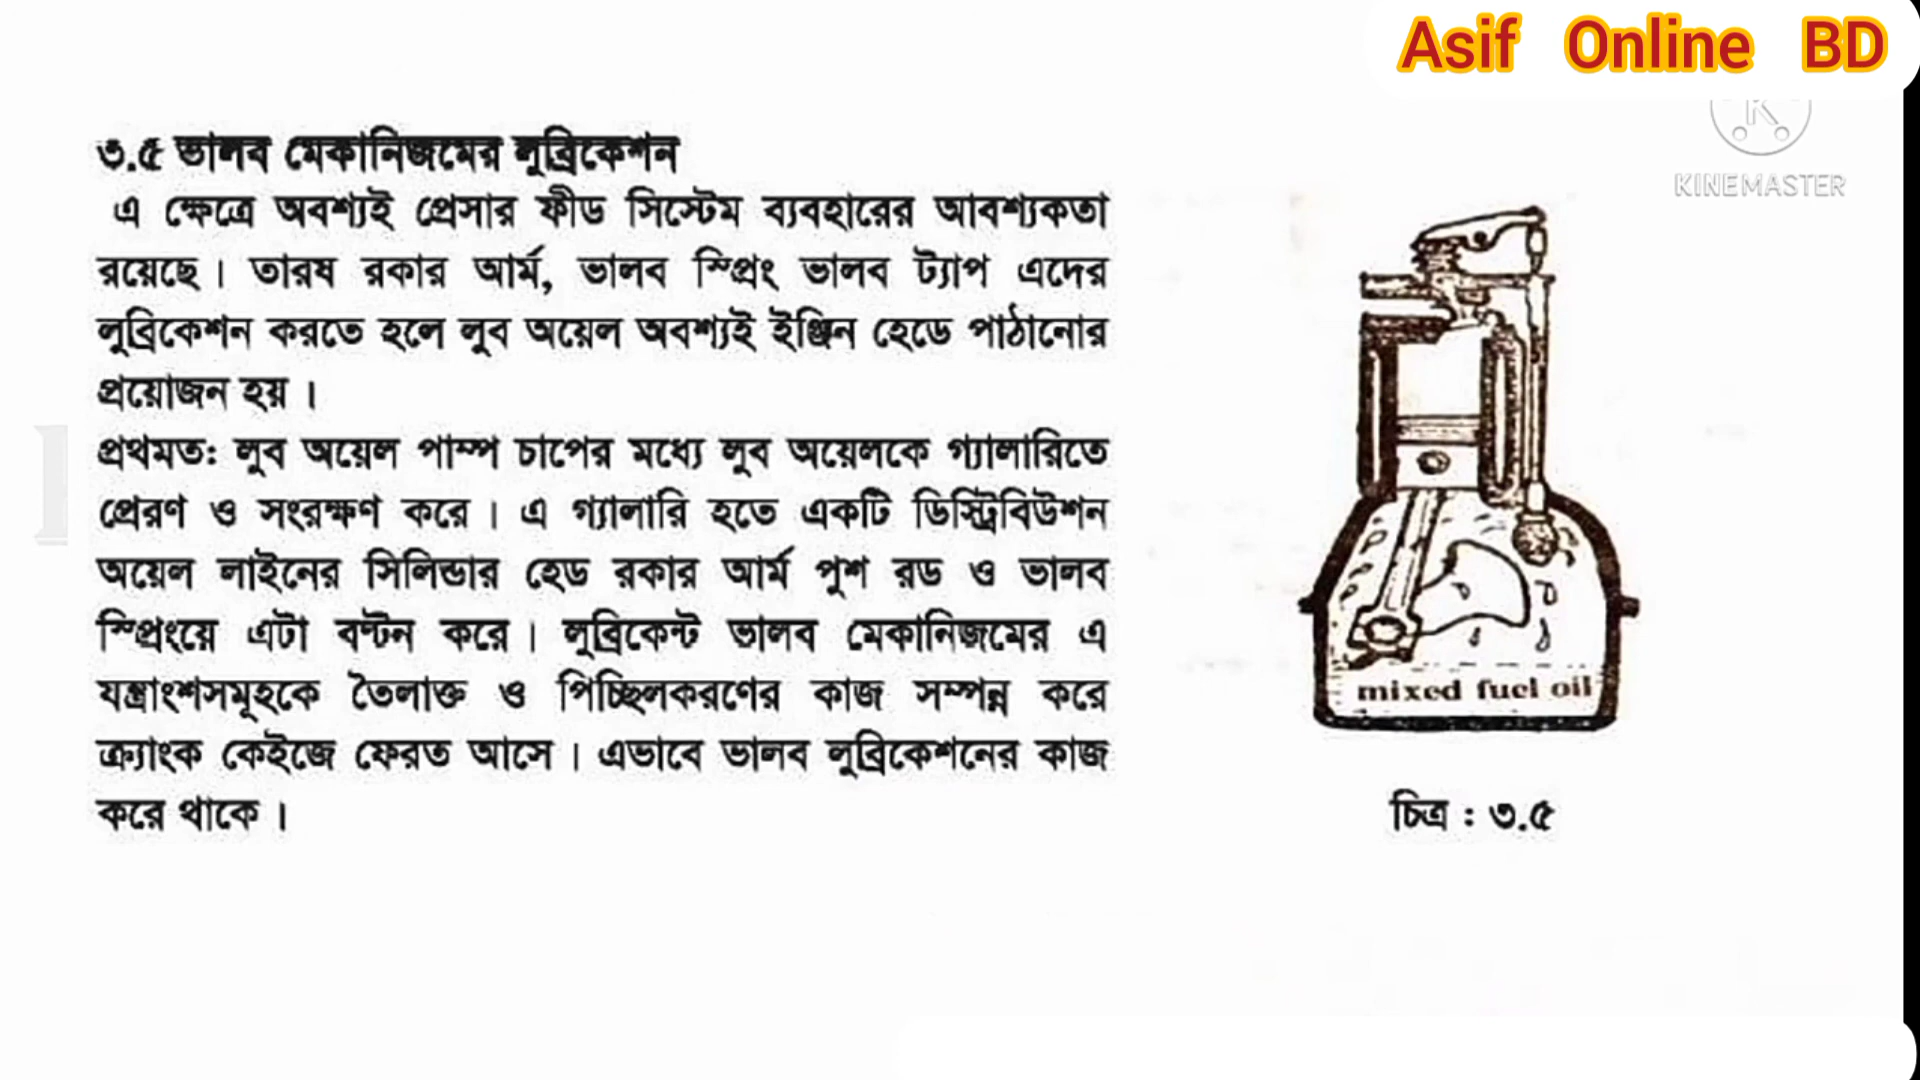 Asif Online BD
KINEMASTER
৩.৫ ভালব মেকানিজমের লুব্রিকেশন
এ ক্ষেত্রে অবশ্যই প্রেসার ফীড সিস্টেম ব্যবহারের আবশ্যকতা
রয়েছে। তারষ রকার আর্ম, ভালব স্প্রিং ভালব ট্যাপ এদের
লুব্রিকেশন করতে হলে লুব অয়েল অবশ্যই ইঞ্জিন হেডে পাঠানোর
প্রয়োজন হয়।
প্রথমত: লুব অয়েল পাম্প চাপের মধ্যে লুব অয়েলকে গ্যালারিতে
প্রেরণ ও সংরক্ষণ করে। এ গ্যালারি হতে একটি ডিস্ট্রিবিউশন
অয়েল লাইনের সিলিন্ডার হেড রকার আর্ম পুশ রড ও ভালব
স্প্রিংয়ে এটা বণ্টন করে। লুব্রিকেন্ট ভালব মেকানিজমের এ
যন্ত্রাংশসমূহকে তৈলাক্ত ও পিচ্ছিলকরণের কাজ সম্পন্ন করে
ক্র্যাংক কেইজে ফেরত আসে। এভাবে ভালব লুব্রিকেশনের কাজ
করে থাকে।
mixed fuel oil
চিত্র : ৩.৫